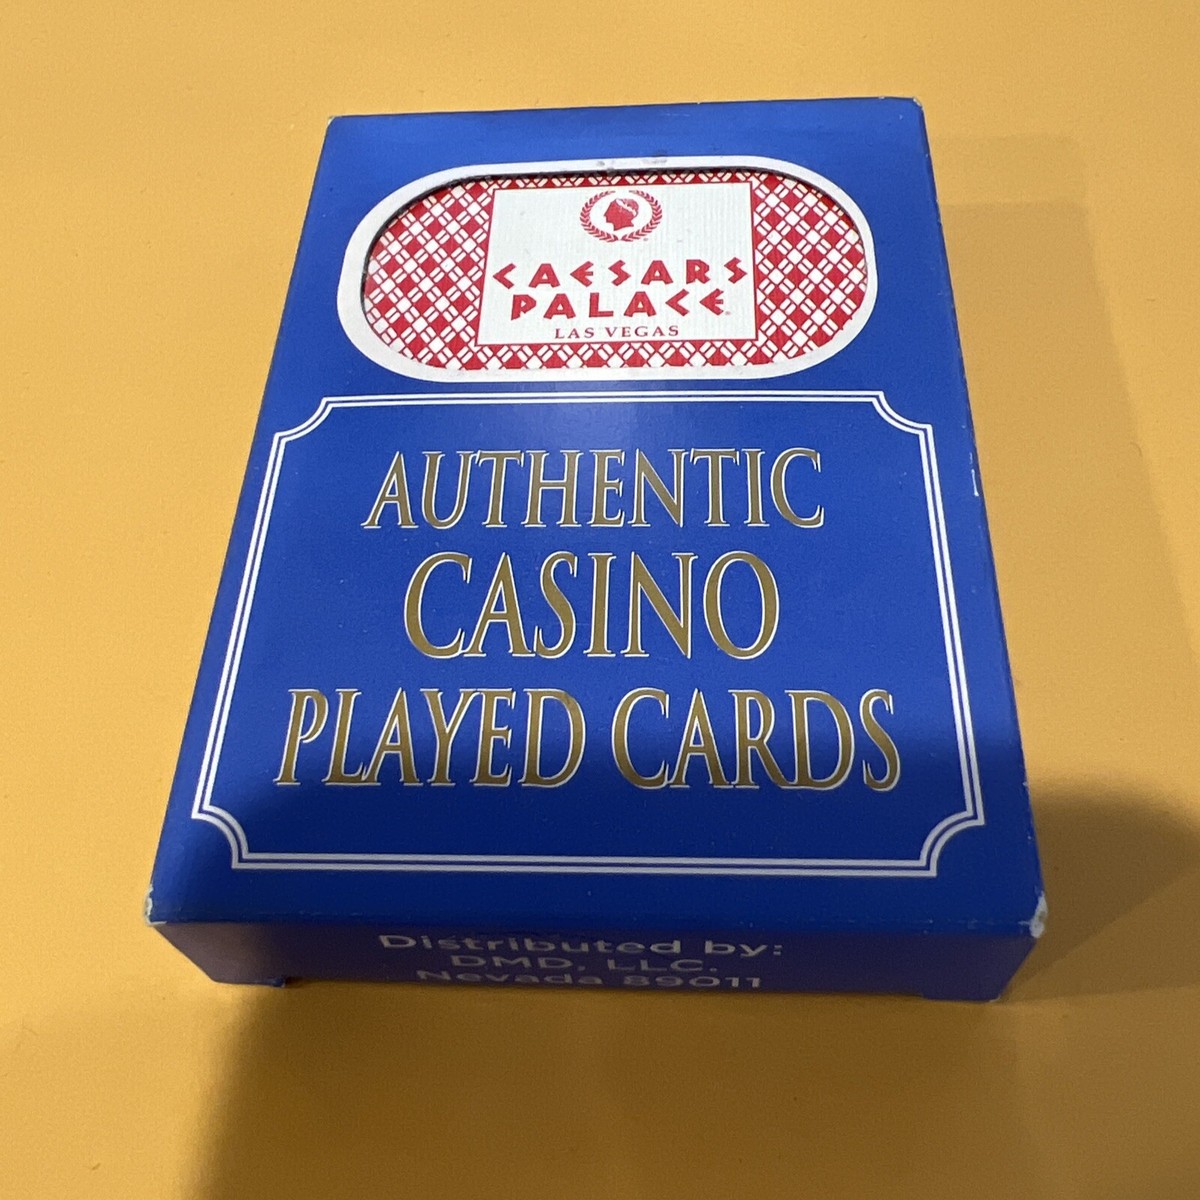 CAESARS
PALACE
LAS VEGAS
AUTHENTIC
CASINO
PLAYED CARDS
Distributed by:
DMD, LLC.
Nevada 89011